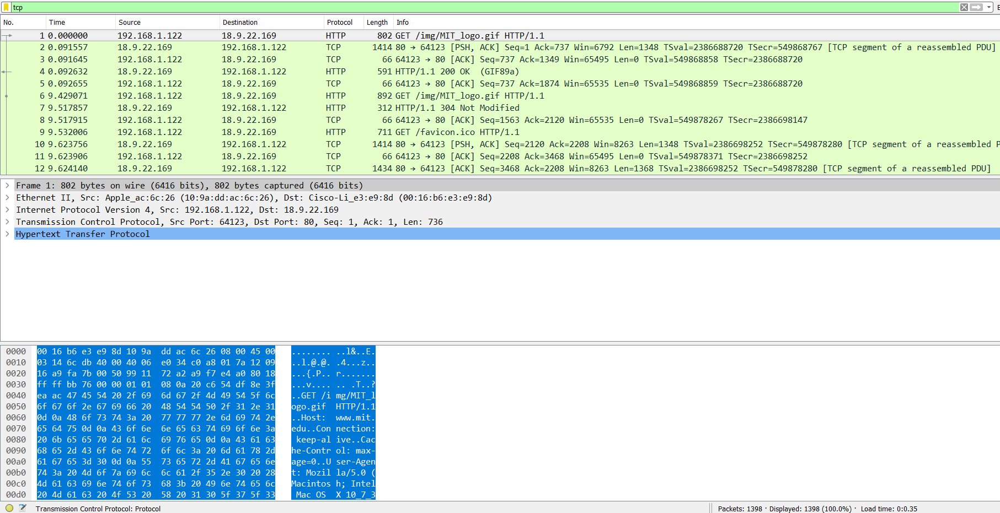 tcp
No. Time Source Destination Protocol Length Info
1 0.000000 192.168.1.122 18.9.22.169 HTTP 802 GET /img/MIT_logo.gif HTTP/1.1
2 0.091557 18.9.22.169 192.168.1.122 TCP 1414 80 → 64123 [PSH, ACK] Seq=1 Ack=737 Win=6792 Len=1348 TSval=2386688720 TSecr=549868767 [TCP segment of a reassembled PDU]
3 0.091645 192.168.1.122 18.9.22.169 TCP 66 64123 → 80 [ACK] Seq=737 Ack=1349 Win=65495 Len=0 TSval=549868858 TSecr=2386688720
4 0.092632 18.9.22.169 192.168.1.122 HTTP 591 HTTP/1.1 200 OK  (GIF89a)
5 0.092655 192.168.1.122 18.9.22.169 TCP 66 64123 → 80 [ACK] Seq=737 Ack=1874 Win=65535 Len=0 TSval=549868859 TSecr=2386688720
6 9.429071 192.168.1.122 18.9.22.169 HTTP 892 GET /img/MIT_logo.gif HTTP/1.1
7 9.517857 18.9.22.169 192.168.1.122 HTTP 312 HTTP/1.1 304 Not Modified
8 9.517915 192.168.1.122 18.9.22.169 TCP 66 64123 → 80 [ACK] Seq=1563 Ack=2120 Win=65535 Len=0 TSval=549878267 TSecr=2386698147
9 9.532006 192.168.1.122 18.9.22.169 HTTP 711 GET /favicon.ico HTTP/1.1
10 9.623756 18.9.22.169 192.168.1.122 TCP 1414 80 → 64123 [PSH, ACK] Seq=2120 Ack=2208 Win=8263 Len=1348 TSval=2386698252 TSecr=549878280 [TCP segment of a reassembled P
11 9.623906 192.168.1.122 18.9.22.169 TCP 66 64123 → 80 [ACK] Seq=2208 Ack=3468 Win=65495 Len=0 TSval=549878371 TSecr=2386698252
12 9.624140 18.9.22.169 192.168.1.122 TCP 1434 80 → 64123 [ACK] Seq=3468 Ack=2208 Win=8263 Len=1368 TSval=2386698252 TSecr=549878280 [TCP segment of a reassembled PDU]
Frame 1: 802 bytes on wire (6416 bits), 802 bytes captured (6416 bits)
Ethernet II, Src: Apple_ac:6c:26 (10:9a:dd:ac:6c:26), Dst: Cisco-Li_e3:e9:8d (00:16:b6:e3:e9:8d)
Internet Protocol Version 4, Src: 192.168.1.122, Dst: 18.9.22.169
Transmission Control Protocol, Src Port: 64123, Dst Port: 80, Seq: 1, Ack: 1, Len: 736
Hypertext Transfer Protocol
0000 00 16 b6 e3 e9 8d 10 9a dd ac 6c 26 08 00 45 00 ........ ..l&..E.
0010 03 14 6c db 40 00 40 06 e0 34 c0 a8 01 7a 12 09 ..l.@.@. .4...z..
0020 16 a9 fa 7b 00 50 99 11 72 a2 a9 f7 e4 a0 80 18 ...{.P.. r.......
0030 ff ff bb 76 00 00 01 01 08 0a 20 c6 54 df 8e 3f ...v.... .. .T..?
0040 ea ac 47 45 54 20 2f 69 6d 67 2f 4d 49 54 5f 6c ..GET /i mg/MIT_l
0050 6f 67 6f 2e 67 69 66 20 48 54 54 50 2f 31 2e 31 ogo.gif HTTP/1.1
0060 0d 0a 48 6f 73 74 3a 20 77 77 77 2e 6d 69 74 2e ..Host: www.mit.
0070 65 64 75 0d 0a 43 6f 6e 6e 65 63 74 69 6f 6e 3a edu..Con nection:
0080 20 6b 65 65 70 2d 61 6c 69 76 65 0d 0a 43 61 63 keep-al ive..Cac
0090 68 65 2d 43 6f 6e 74 72 6f 6c 3a 20 6d 61 78 2d he-Contr ol: max-
00a0 61 67 65 3d 30 0d 0a 55 73 65 72 2d 41 67 65 6e age=0..U ser-Agen
00b0 74 3a 20 4d 6f 7a 69 6c 6c 61 2f 35 2e 30 20 28 t: Mozil la/5.0 (
00c0 4d 61 63 69 6e 74 6f 73 68 3b 20 49 6e 74 65 6c Macintos h; Intel
00d0 20 4d 61 63 20 4f 53 20 58 20 31 30 5f 37 5f 33 Mac OS X 10_7_3
Transmission Control Protocol: Protocol Packets: 1398 · Displayed: 1398 (100.0%) · Load time: 0:0.35